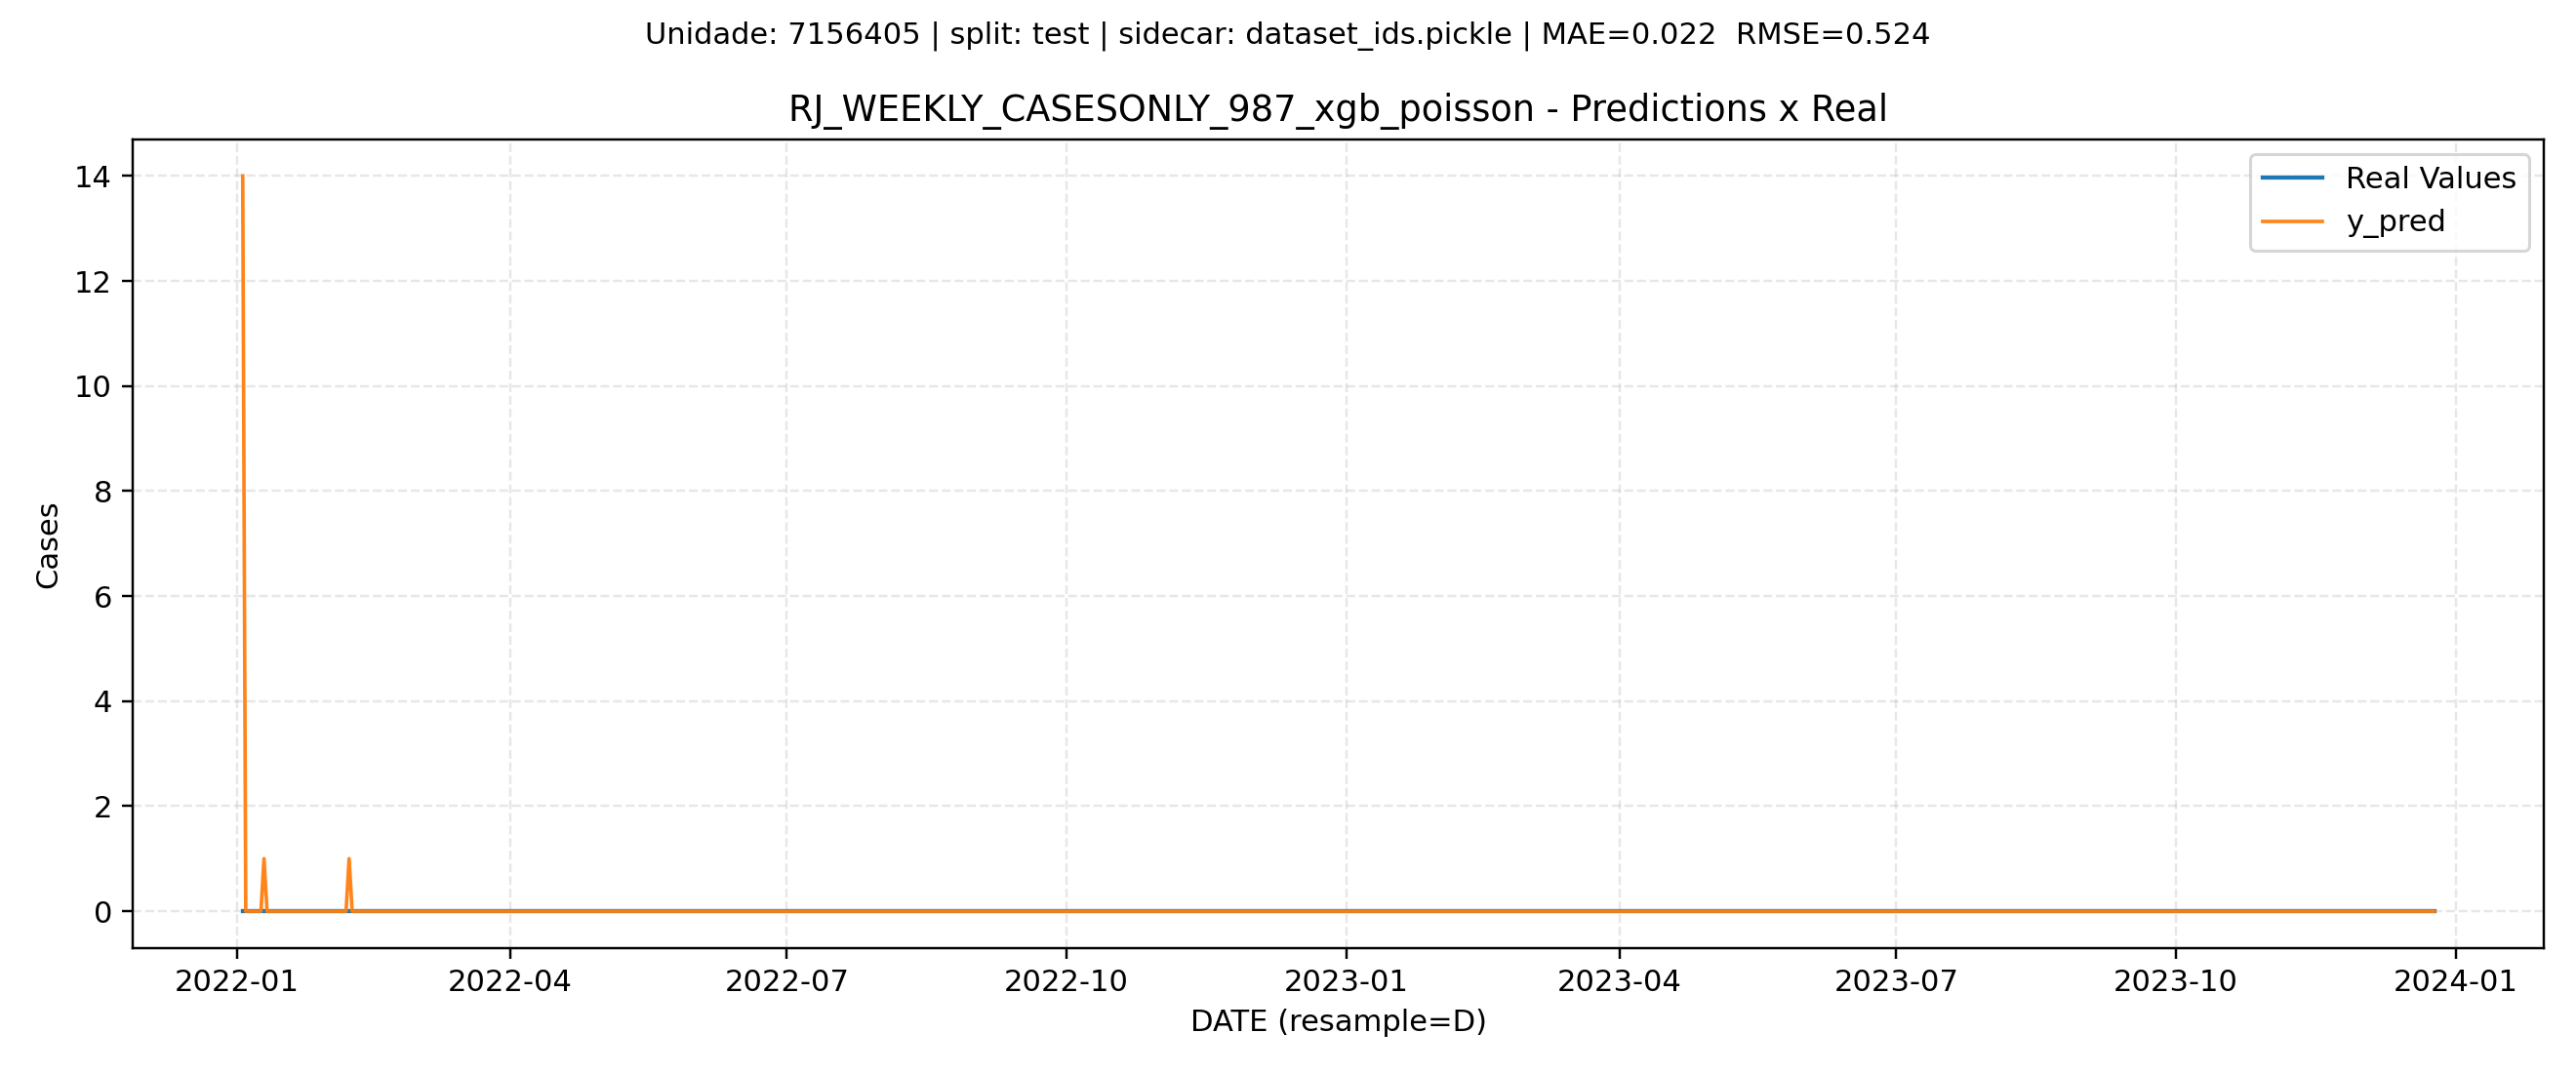 Unidade: 7156405 | split: test | sidecar: dataset_ids.pickle | MAE=0.022  RMSE=0.524
RJ_WEEKLY_CASESONLY_987_xgb_poisson - Predictions x Real
Real Values
y_pred
14
12
10
8
6
4
2
0
Cases
2022-01
2022-04
2022-07
2022-10
2023-01
2023-04
2023-07
2023-10
2024-01
DATE (resample=D)